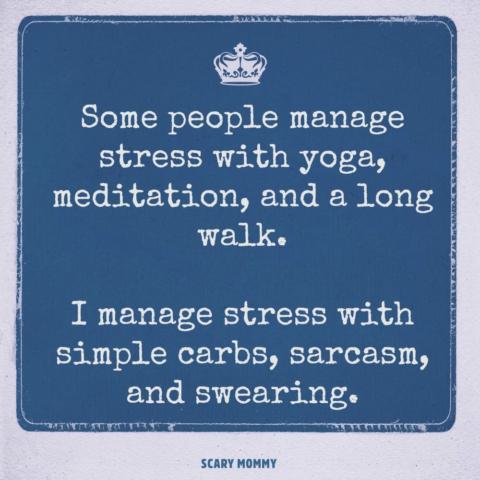 Some people manage
stress with yoga,
meditation, and a long
walk.
I manage stress with
simple carbs, sarcasm,
and swearing.
SCARY MOMMY